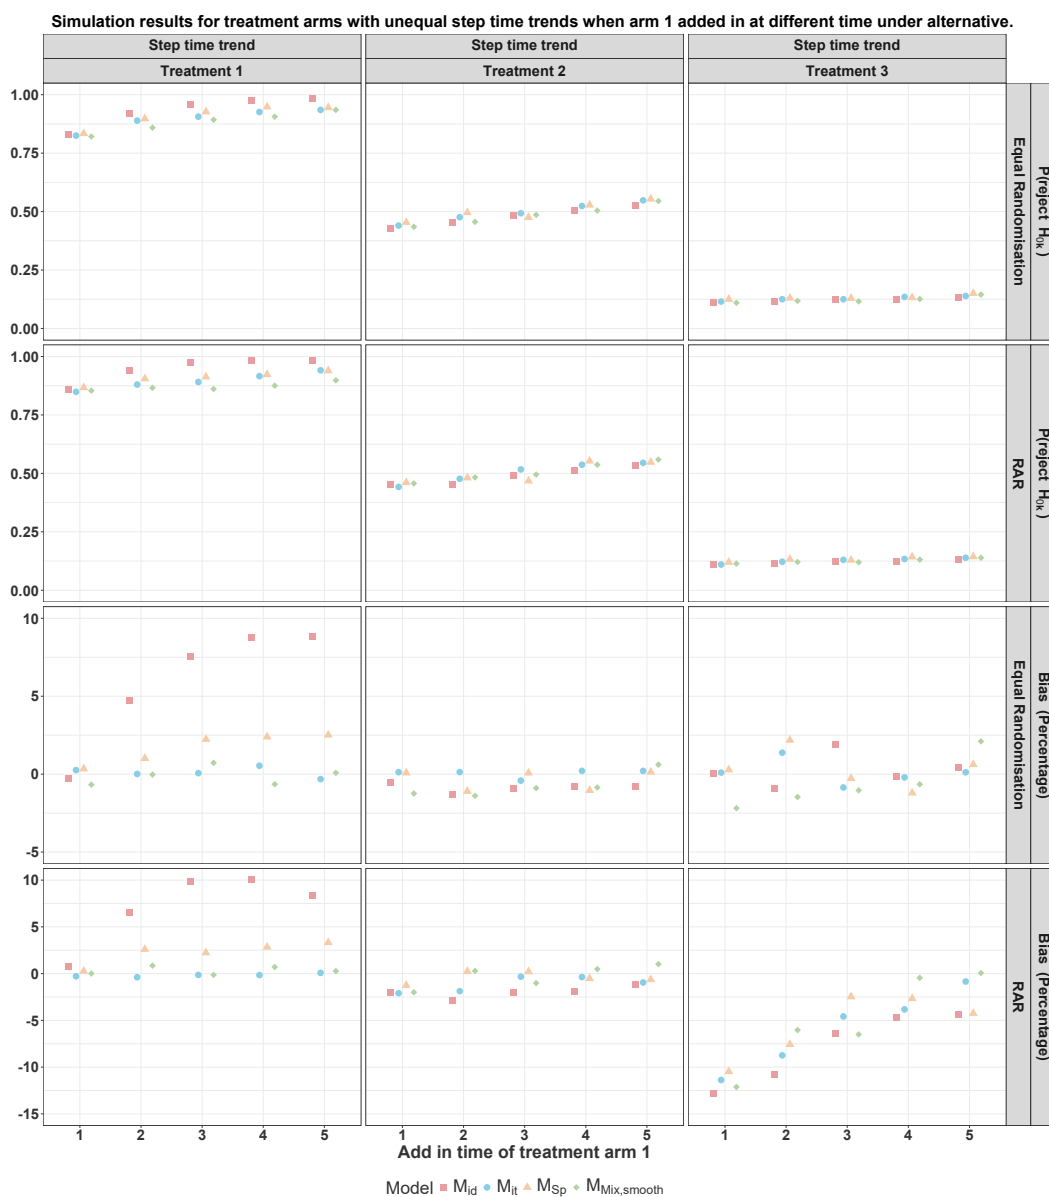 Simulation results for treatment arms with unequal step time trends when arm 1 added in at different time under alternative.
Step time trend
Step time trend
Step time trend
Treatment 1
Treatment 2
Treatment 3
1.00
0.75
0.50
0.25
0.00
Equal Randomisation
P(reject H0k)
1.00
0.75
0.50
0.25
0.00
RAR
P(reject H0k)
10
5
0
-5
Equal Randomisation
Bias (Percentage)
10
5
0
-5
-10
-15
RAR
Bias (Percentage)
1 2 3 4 5
1 2 3 4 5
1 2 3 4 5
Add in time of treatment arm 1
Model Mid Mit MSp MMix,smooth